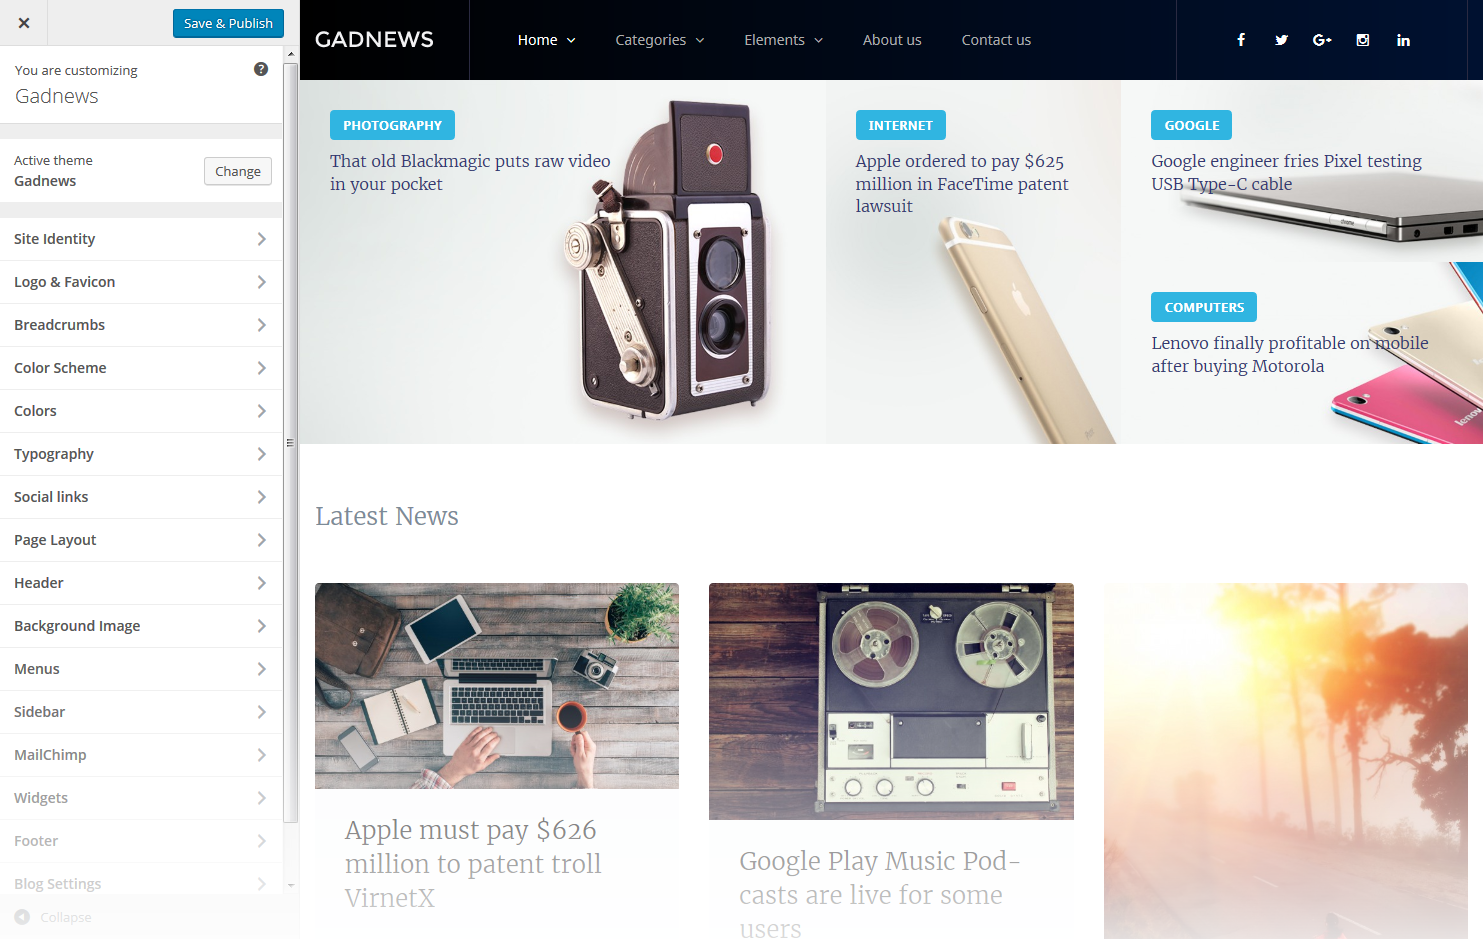 Save & Publish
You are customizing
Gadnews
Active theme
Gadnews
Change
Site Identity
Logo & Favicon
Breadcrumbs
Color Scheme
Colors
Typography
Social links
Page Layout
Header
Background Image
Menus
Sidebar
MailChimp
Widgets
Footer
Blog Settings
Collapse
GADNEWS
Home
Categories
Elements
About us
Contact us
PHOTOGRAPHY
That old Blackmagic puts raw video
in your pocket
INTERNET
Apple ordered to pay $625
million in FaceTime patent
lawsuit
GOOGLE
Google engineer fries Pixel testing
USB Type-C cable
chrome
COMPUTERS
Lenovo finally profitable on mobile
after buying Motorola
lenovo
Latest News
Apple must pay $626
million to patent troll
VirnetX
Google Play Music Pod-
casts are live for some
users